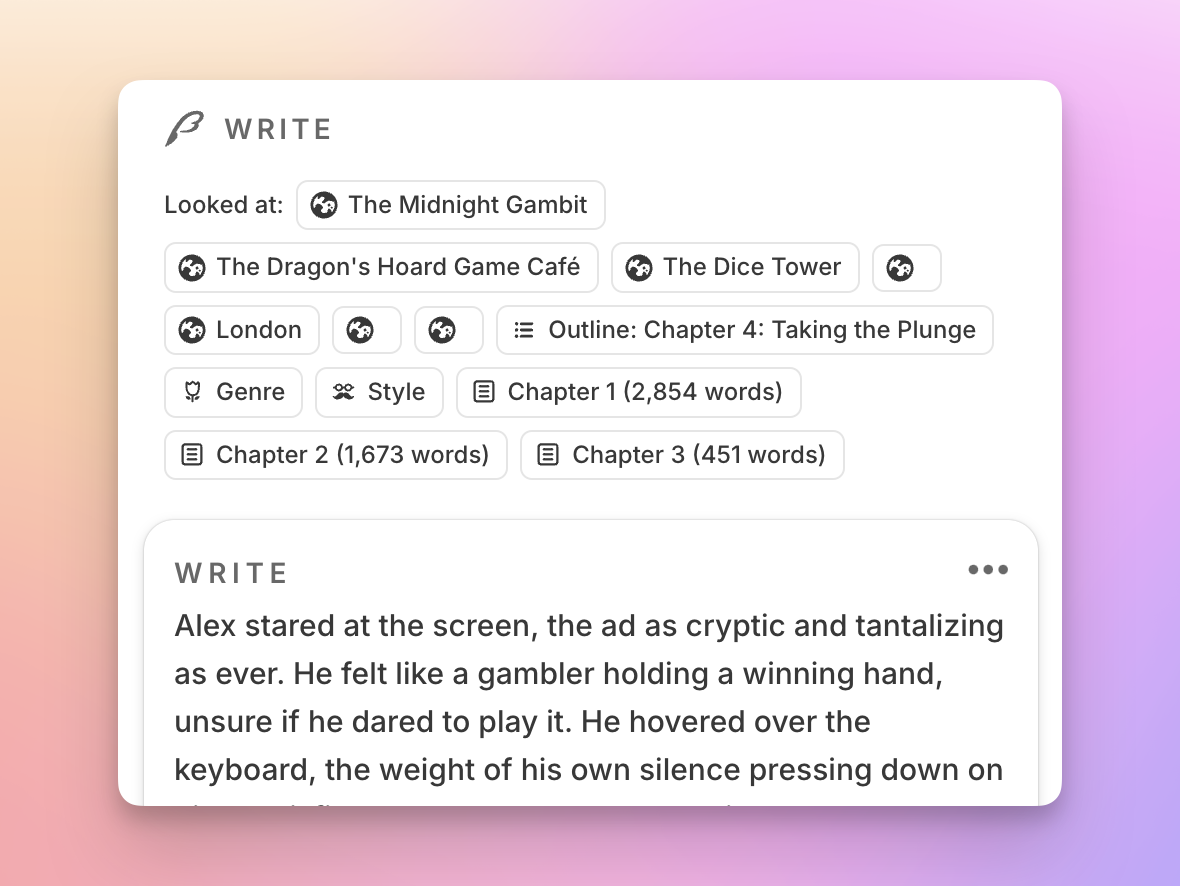 WRITE
Looked at: The Midnight Gambit
The Dragon's Hoard Game Café The Dice Tower
London Outline: Chapter 4: Taking the Plunge
Genre Style Chapter 1 (2,854 words)
Chapter 2 (1,673 words) Chapter 3 (451 words)
WRITE
Alex stared at the screen, the ad as cryptic and tantalizing
as ever. He felt like a gambler holding a winning hand,
unsure if he dared to play it. He hovered over the
keyboard, the weight of his own silence pressing down on